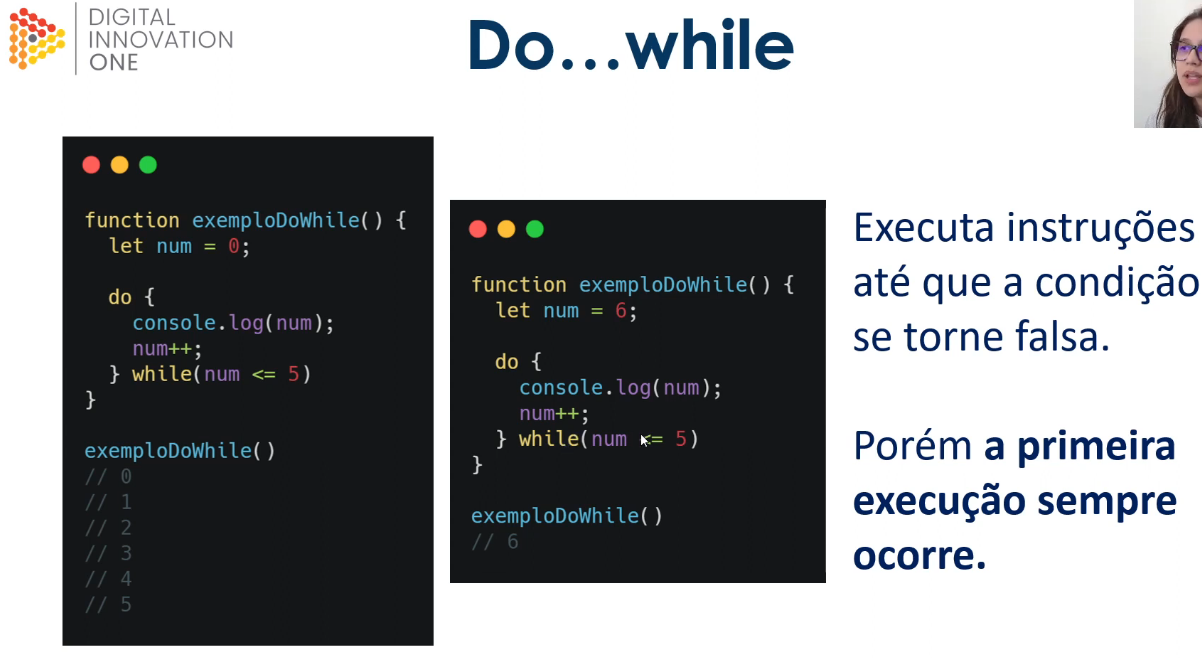 DIGITAL
INNOVATION
ONE
Do...while
function exemploDoWhile() {
let num = 0;
do {
console.log(num);
num++;
} while(num <= 5)
}
exemploDoWhile()
// 0
// 1
// 2
// 3
// 4
// 5
function exemploDoWhile() {
let num = 6;
do {
console.log(num);
num++;
} while(num <= 5)
}
exemploDoWhile()
// 6
Executa instruções
até que a condição
se torne falsa.
Porém a primeira
execução sempre
ocorre.